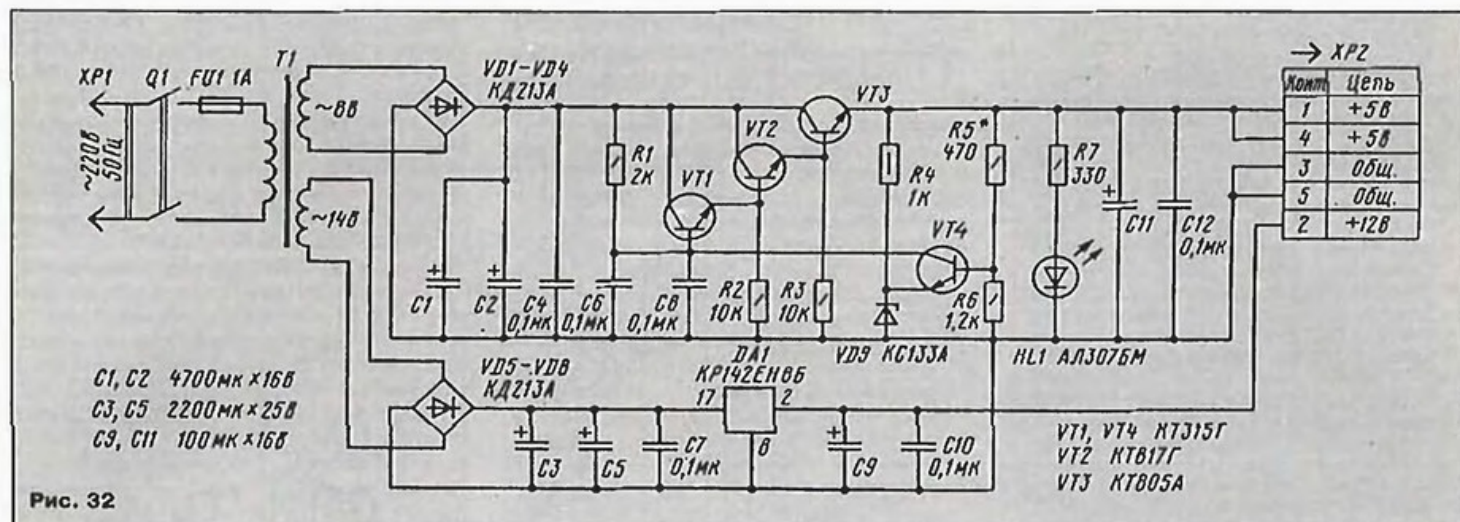 T1
→ XP2
XP1
Q1
FU1 1A
VD1-VD4
КД213А
VT3
Конт
Цепь
1
+5В
4
+5В
3
Общ.
5
Общ.
2
+12В
~220В
50Гц
~8В
~14В
R1
2К
VT2
VT1
R5*
470
R4
1К
VT4
R7
330
+
C11
C12
0,1МК
+
C1
+
C2
C4
0,1МК
C6
0,1МК
C8
0,1МК
R2
10К
R3
10К
R6
1,2К
DA1
КР142ЕН8Б
VD9 КС133А
HL1 АЛ307БМ
VD5-VD8
КД213А
17
2
8
+
C3
+
C5
C7
0,1МК
+
C9
C10
0,1МК
C1, C2 4700МК×16В
C3, C5 2200МК×25В
C9, C11 100МК×16В
VT1, VT4 КТ315Г
VT2 КТ817Г
VT3 КТ805А
Рис. 32